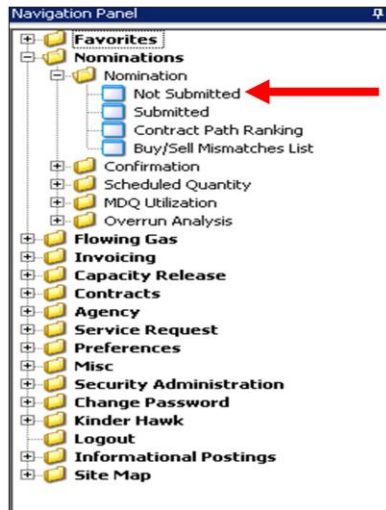 Navigation Panel
Favorites
Nominations
Nomination
Not Submitted
Submitted
Contract Path Ranking
Buy/Sell Mismatches List
Confirmation
Scheduled Quantity
MDQ Utilization
Overrun Analysis
Flowing Gas
Invoicing
Capacity Release
Contracts
Agency
Service Request
Preferences
Misc
Security Administration
Change Password
Kinder Hawk
Logout
Informational Postings
Site Map